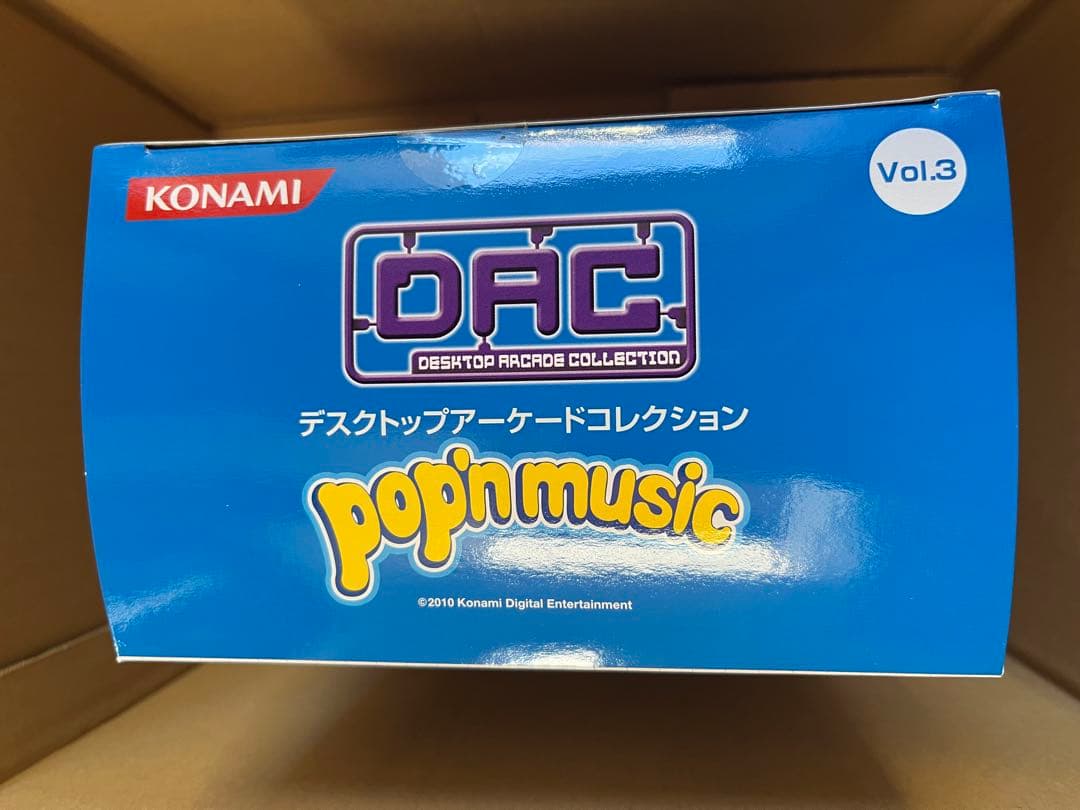 KONAMI
Vol.3
DAC
DESKTOP ARCADE COLLECTION
デスクトップアーケードコレクション
pop'n music
©2010 Konami Digital Entertainment